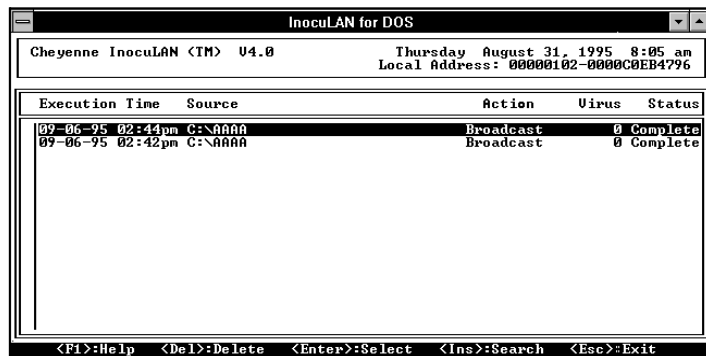 InocuLAN for DOS
Cheyenne InocuLAN (TM) V4.0 Thursday August 31, 1995 8:05 am
Local Address: 00000102-0000C0EB4796
Execution Time Source Action Virus Status
09-06-95 02:44pm C:\AAAA Broadcast 0 Complete
09-06-95 02:42pm C:\AAAA Broadcast 0 Complete
<F1>:Help <Del>:Delete <Enter>:Select <Ins>:Search <Esc>:Exit